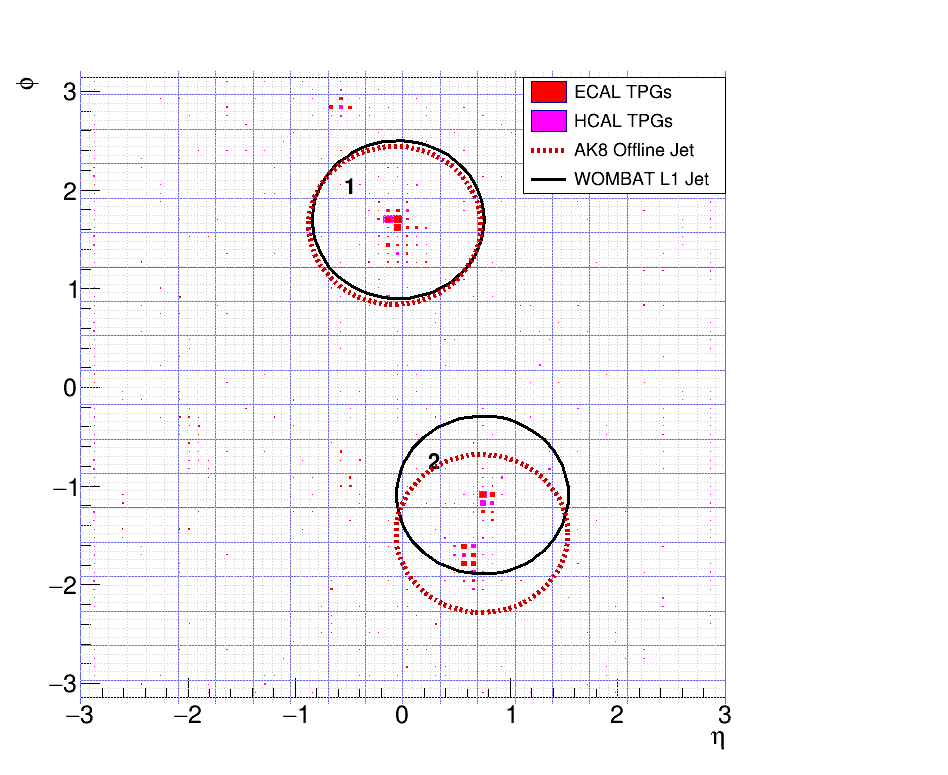 ϕ
3
2
1
0
−1
−2
−3
ECAL TPGs
HCAL TPGs
AK8 Offline Jet
WOMBAT L1 Jet
1
2
−3 −2 −1 0 1 2 3
η